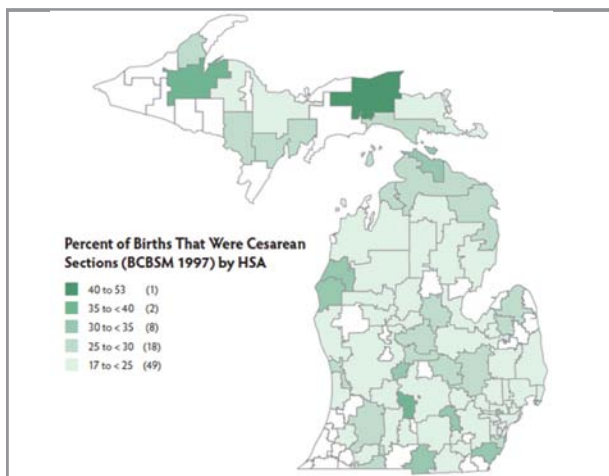 Percent of Births That Were Cesarean
Sections (BCBSM 1997) by HSA
40 to 53 (1)
35 to < 40 (2)
30 to < 35 (8)
25 to < 30 (18)
17 to < 25 (49)